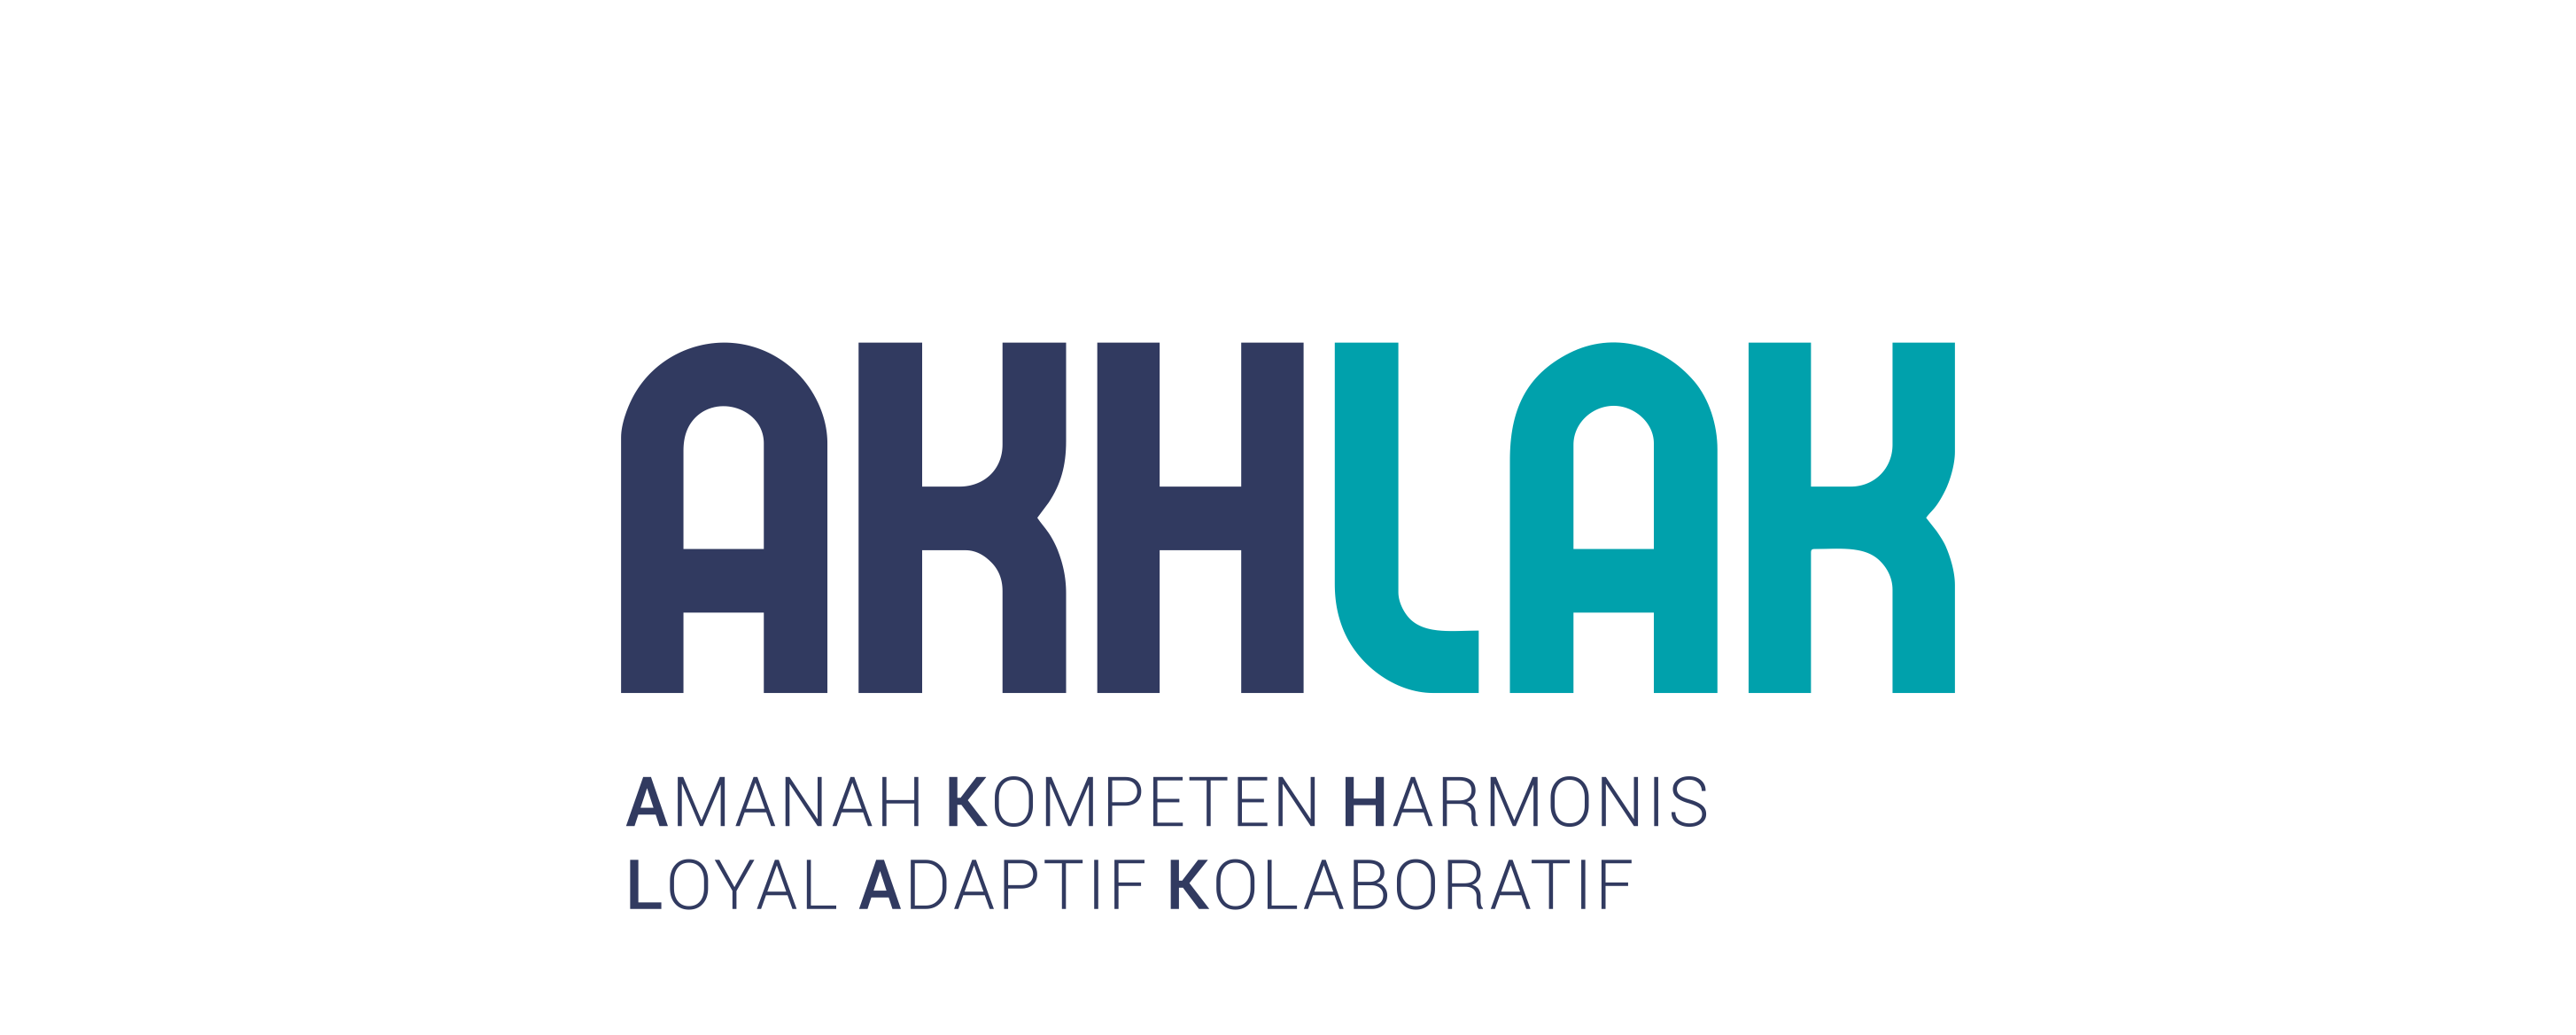 AKHLAK
AMANAH KOMPETEN HARMONIS
LOYAL ADAPTIF KOLABORATIF